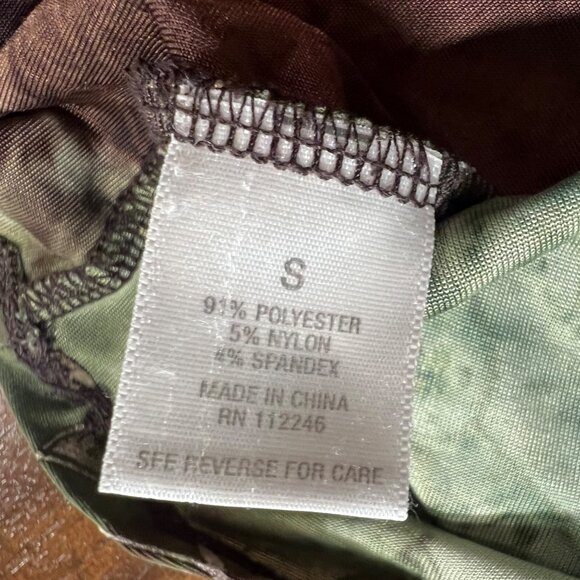 S
91% POLYESTER
5% NYLON
4% SPANDEX
MADE IN CHINA
RN 112246
SEE REVERSE FOR CARE